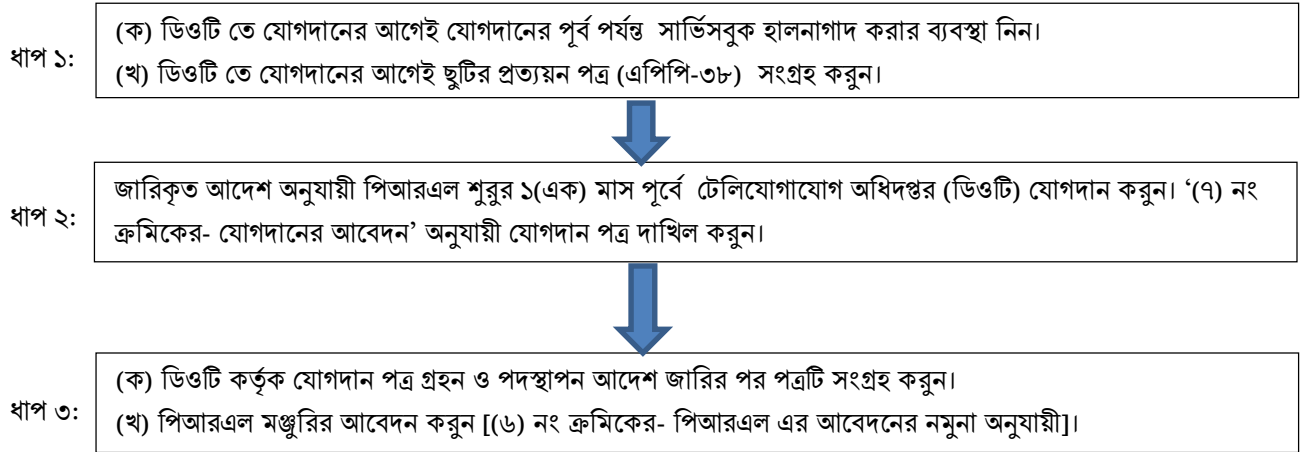 ধাপ ১:
(ক) ডিওটি তে যোগদানের আগেই যোগদানের পূর্ব পর্যন্ত সার্ভিসবুক হালনাগাদ করার ব্যবস্থা নিন।
(খ) ডিওটি তে যোগদানের আগেই ছুটির প্রত্যয়ন পত্র (এপিপি-৩৮) সংগ্রহ করুন।
ধাপ ২:
জারিকৃত আদেশ অনুযায়ী পিআরএল শুরুর ১(এক) মাস পূর্বে টেলিযোগাযোগ অধিদপ্তর (ডিওটি) যোগদান করুন। ‘(৭) নং
ক্রমিকের- যোগদানের আবেদন’ অনুযায়ী যোগদান পত্র দাখিল করুন।
ধাপ ৩:
(ক) ডিওটি কর্তৃক যোগদান পত্র গ্রহন ও পদস্থাপন আদেশ জারির পর পত্রটি সংগ্রহ করুন।
(খ) পিআরএল মঞ্জুরির আবেদন করুন [(৬) নং ক্রমিকের- পিআরএল এর আবেদনের নমুনা অনুযায়ী]।